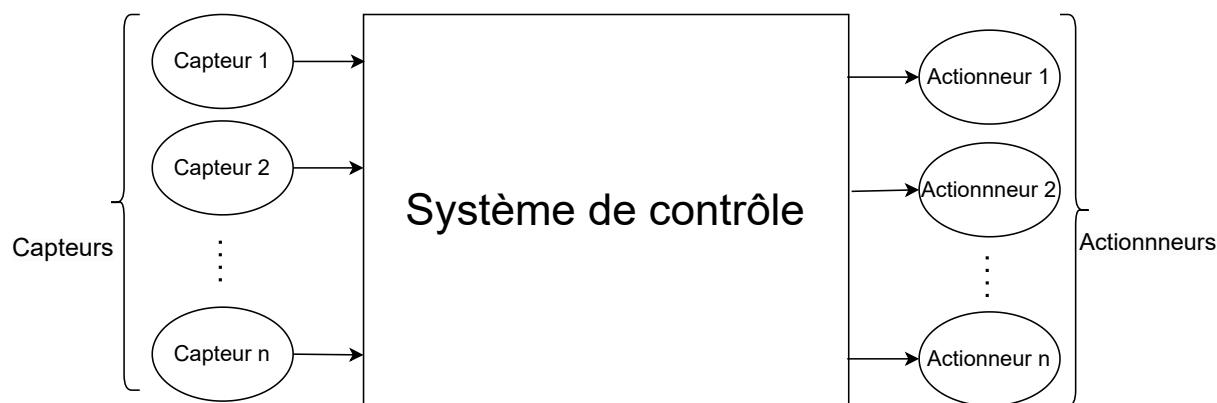 Capteur 1
Capteur 2
Capteur n
Capteurs
Système de contrôle
Actionneur 1
Actionnneur 2
Actionneur n
Actionnneurs